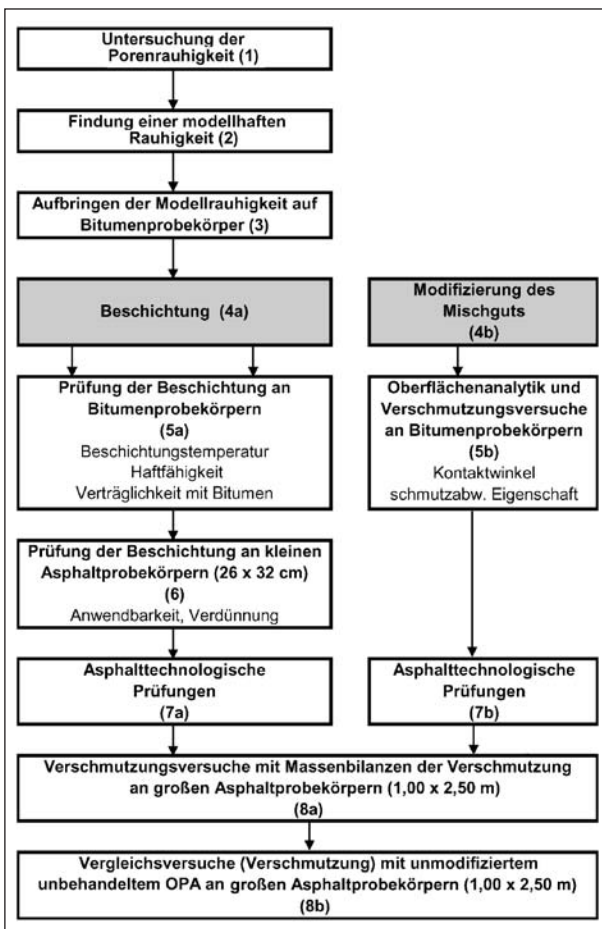 Untersuchung der
Porenrauhigkeit (1)
Findung einer modellhaften
Rauhigkeit (2)
Aufbringen der Modellrauhigkeit auf
Bitumenprobekörper (3)
Beschichtung (4a)
Modifizierung des
Mischguts
(4b)
Prüfung der Beschichtung an
Bitumenprobekörpern
(5a)
Beschichtungstemperatur
Haftfähigkeit
Verträglichkeit mit Bitumen
Oberflächenanalytik und
Verschmutzungsversuche
an Bitumenprobekörpern
(5b)
Kontaktwinkel
schmutzabw. Eigenschaft
Prüfung der Beschichtung an kleinen
Asphaltprobekörpern (26 x 32 cm)
(6)
Anwendbarkeit, Verdünnung
Asphalttechnologische
Prüfungen
(7a)
Asphalttechnologische
Prüfungen
(7b)
Verschmutzungsversuche mit Massenbilanzen der Verschmutzung
an großen Asphaltprobekörpern (1,00 x 2,50 m)
(8a)
Vergleichsversuche (Verschmutzung) mit unmodifiziertem
unbehandeltem OPA an großen Asphaltprobekörpern (1,00 x 2,50 m)
(8b)